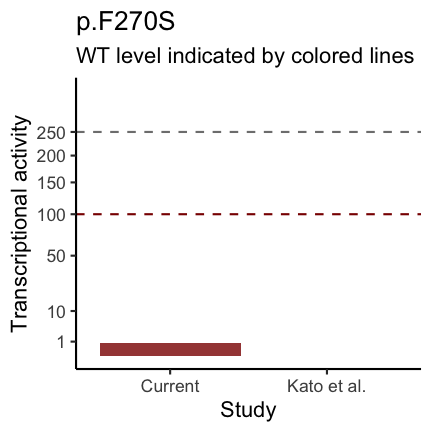 p.F270S
WT level indicated by colored lines
Transcriptional activity
250
200
150
100
50
10
1
Current
Kato et al.
Study